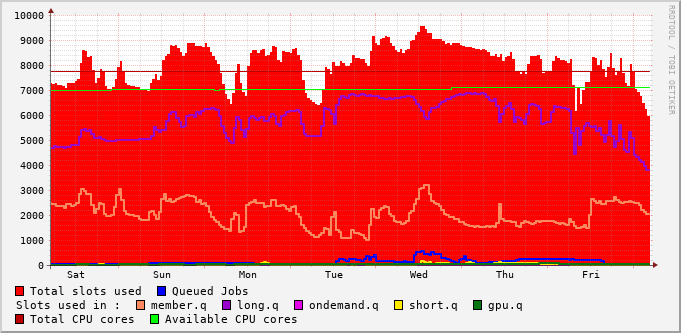 10000
9000
8000
7000
6000
5000
4000
3000
2000
1000
0
Sat Sun Mon Tue Wed Thu Fri
RRDTOOL / TOBI OETIKER
Total slots used Queued Jobs
Slots used in : member.q long.q ondemand.q short.q gpu.q
Total CPU cores Available CPU cores